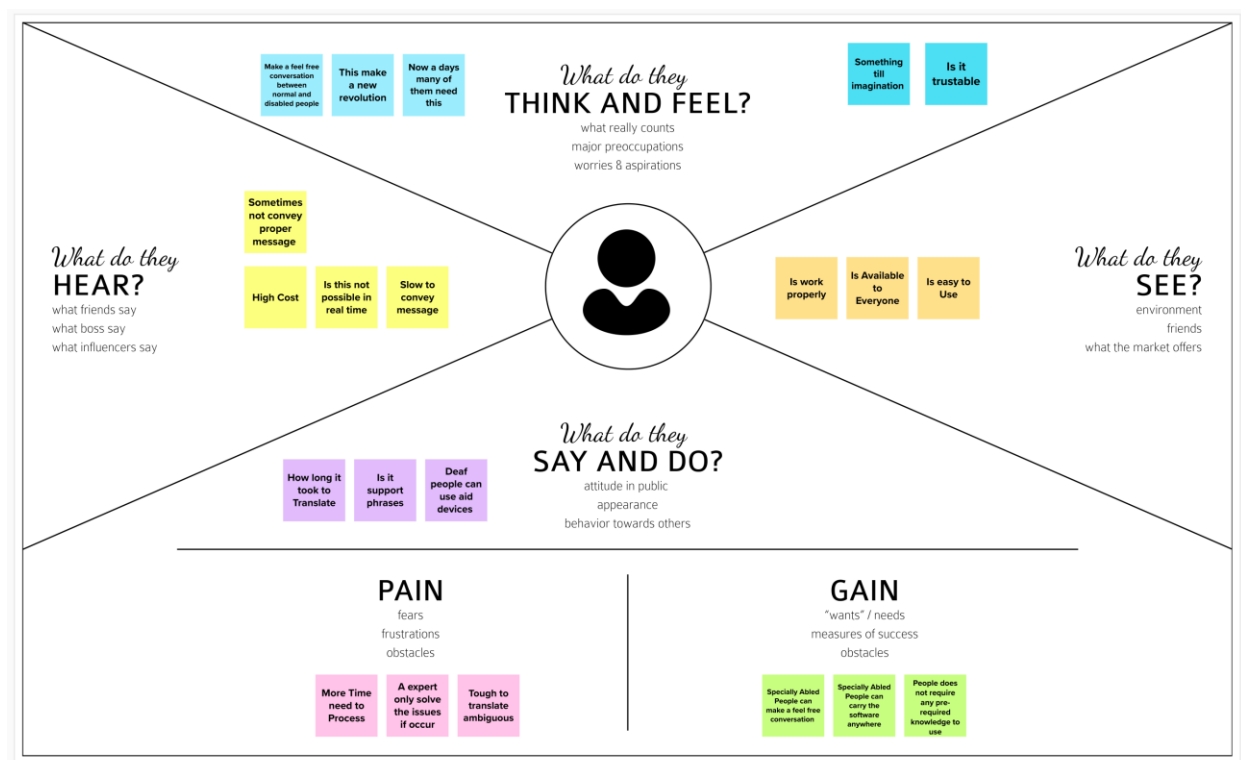 Make a feel free
conversation
between
normal and
disabled people
This make
a new
revolution
Now a days
many of
them need
this
What do they
THINK AND FEEL?
what really counts
major preoccupations
worries & aspirations
Something
till
imagination
Is it
trustable
What do they
HEAR?
what friends say
what boss say
what influencers say
Sometimes
not convey
proper
message
High Cost
Is this not
possible in
real time
Slow to
convey
message
Is work
properly
Is Available
to
Everyone
Is easy to
Use
What do they
SEE?
environment
friends
what the market offers
What do they
SAY AND DO?
attitude in public
appearance
behavior towards others
How long it
took to
Translate
Is it
support
phrases
Deaf
people can
use aid
devices
PAIN
fears
frustrations
obstacles
More Time
need to
Process
A expert
only solve
the issues
if occur
Tough to
translate
ambiguous
GAIN
"wants" / needs
measures of success
obstacles
Specially Abled
People can
make a feel free
conversation
Specially Abled
People can
carry the
software
anywhere
People does
not require
any pre-
required
knowledge to
use